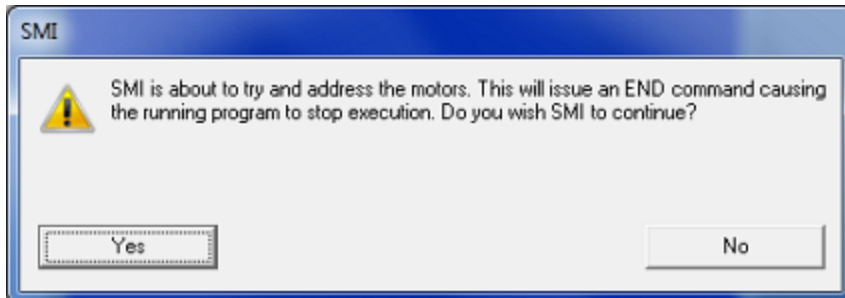 SMI
SMI is about to try and address the motors. This will issue an END command causing
the running program to stop execution. Do you wish SMI to continue?
Yes
No